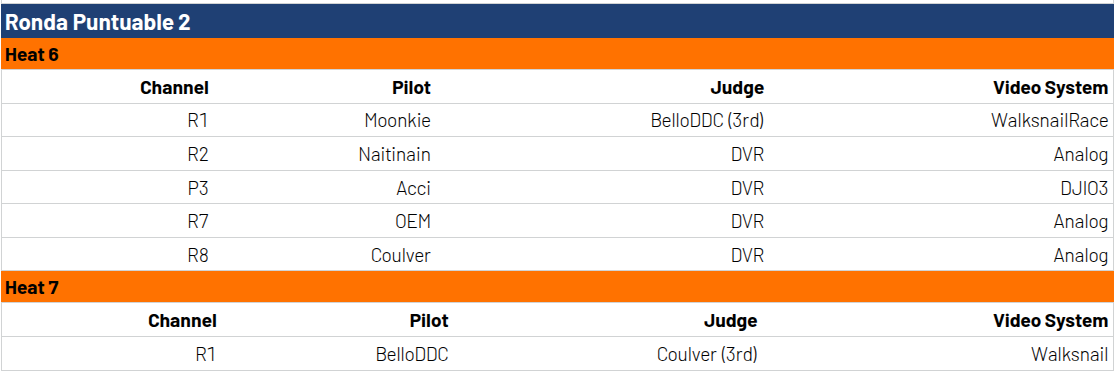 Ronda Puntuable 2
Heat 6
Channel Pilot Judge Video System
R1 Moonkie BelloDDC (3rd) WalksnailRace
R2 Naitinain DVR Analog
P3 Acci DVR DJIO3
R7 OEM DVR Analog
R8 Coulver DVR Analog
Heat 7
Channel Pilot Judge Video System
R1 BelloDDC Coulver (3rd) Walksnail